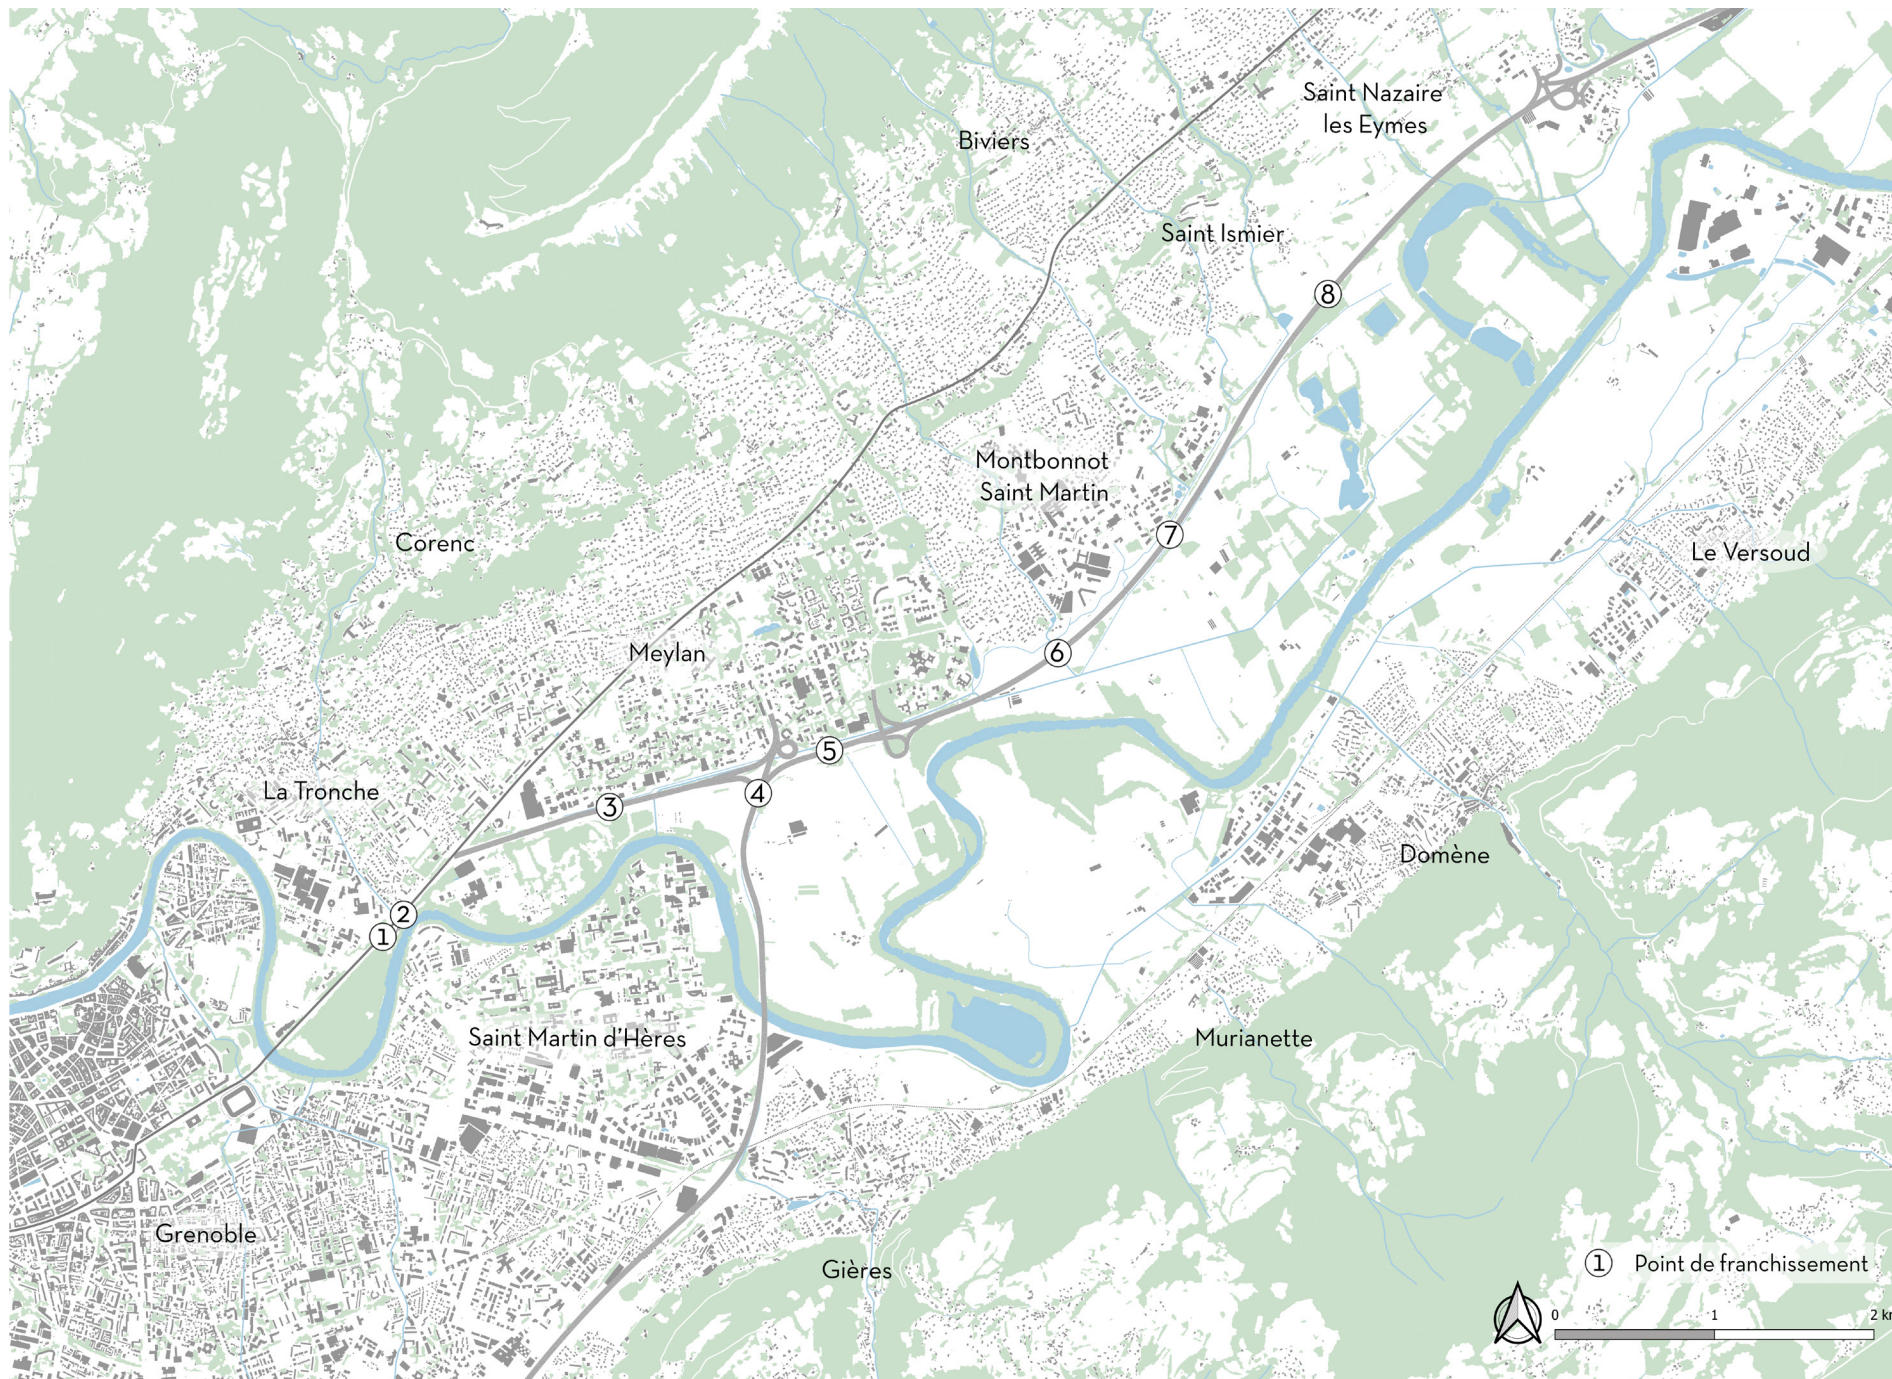 Saint Nazaire
les Eymes
Biviers
Saint Ismier
8
Montbonnot
Saint Martin
7
Corenc
Le Versoud
Meylan
6
5
La Tronche
4
3
Domène
2
1
Saint Martin d'Hères
Murianette
Grenoble
Gières
1 Point de franchissement
0 1 2 km